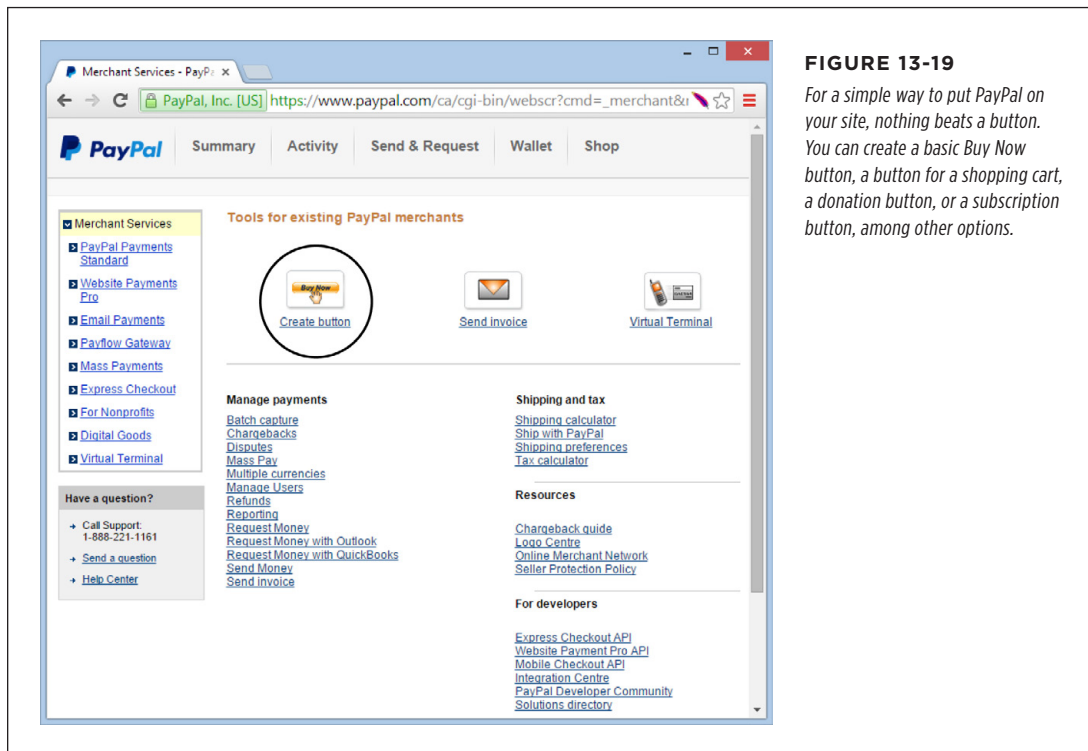 Merchant Services - PayPa
PayPal, Inc. [US] https://www.paypal.com/ca/cgi-bin/webscr?cmd=_merchant&
PayPal
Summary
Activity
Send & Request
Wallet
Shop
Merchant Services
PayPal Payments
Standard
Website Payments
Pro
Email Payments
Payflow Gateway
Mass Payments
Express Checkout
For Nonprofits
Digital Goods
Virtual Terminal
Have a question?
Call Support:
1-888-221-1161
Send a question
Help Center
Tools for existing PayPal merchants
Buy Now
Create button
Send invoice
Virtual Terminal
Manage payments
Batch capture
Chargebacks
Disputes
Mass Pay
Multiple currencies
Manage Users
Refunds
Reporting
Request Money
Request Money with Outlook
Request Money with QuickBooks
Send Money
Send invoice
Shipping and tax
Shipping calculator
Ship with PayPal
Shipping preferences
Tax calculator
Resources
Chargeback guide
Logo Centre
Online Merchant Network
Seller Protection Policy
For developers
Express Checkout API
Website Payment Pro API
Mobile Checkout API
Integration Centre
PayPal Developer Community
Solutions directory
FIGURE 13-19
For a simple way to put PayPal on
your site, nothing beats a button.
You can create a basic Buy Now
button, a button for a shopping cart,
a donation button, or a subscription
button, among other options.